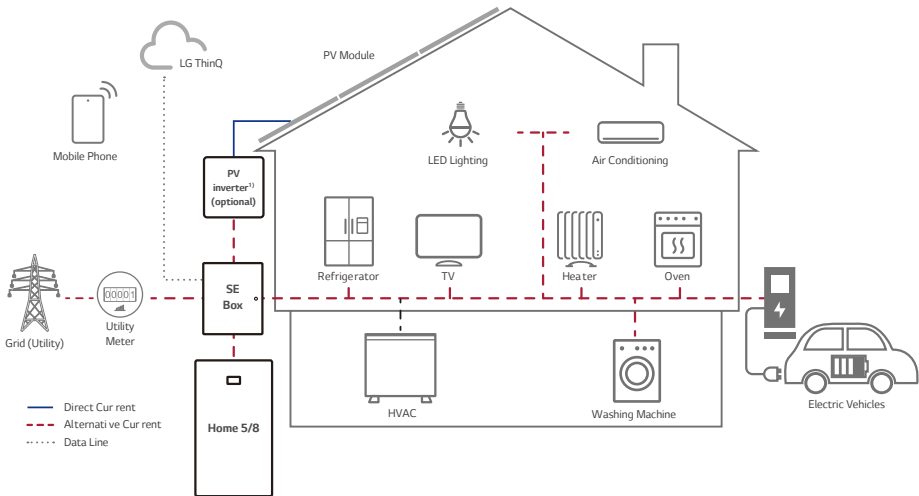 LG ThinQ
PV Module
Mobile Phone
LED Lighting
Air Conditioning
PV
inverter¹⁾
(optional)
Refrigerator
TV
Heater
Oven
SE
Box
00001
Grid (Utility)
Utility
Meter
HVAC
Washing Machine
Electric Vehicles
Direct Cur rent
Alternati ve Cur rent
Data Line
Home 5/8